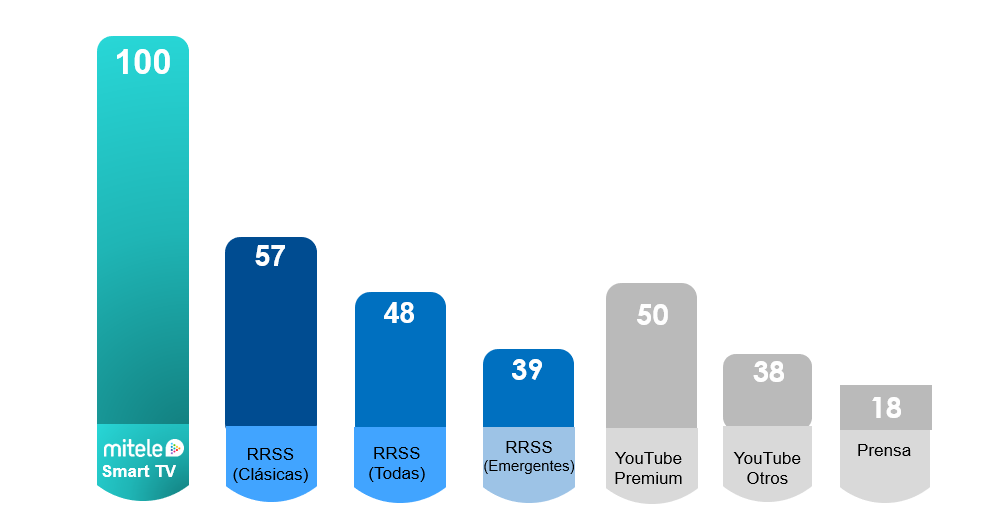 100
57
48
39
50
38
18
mitele
Smart TV
RRSS
(Clásicas)
RRSS
(Todas)
RRSS
(Emergentes)
YouTube
Premium
YouTube
Otros
Prensa